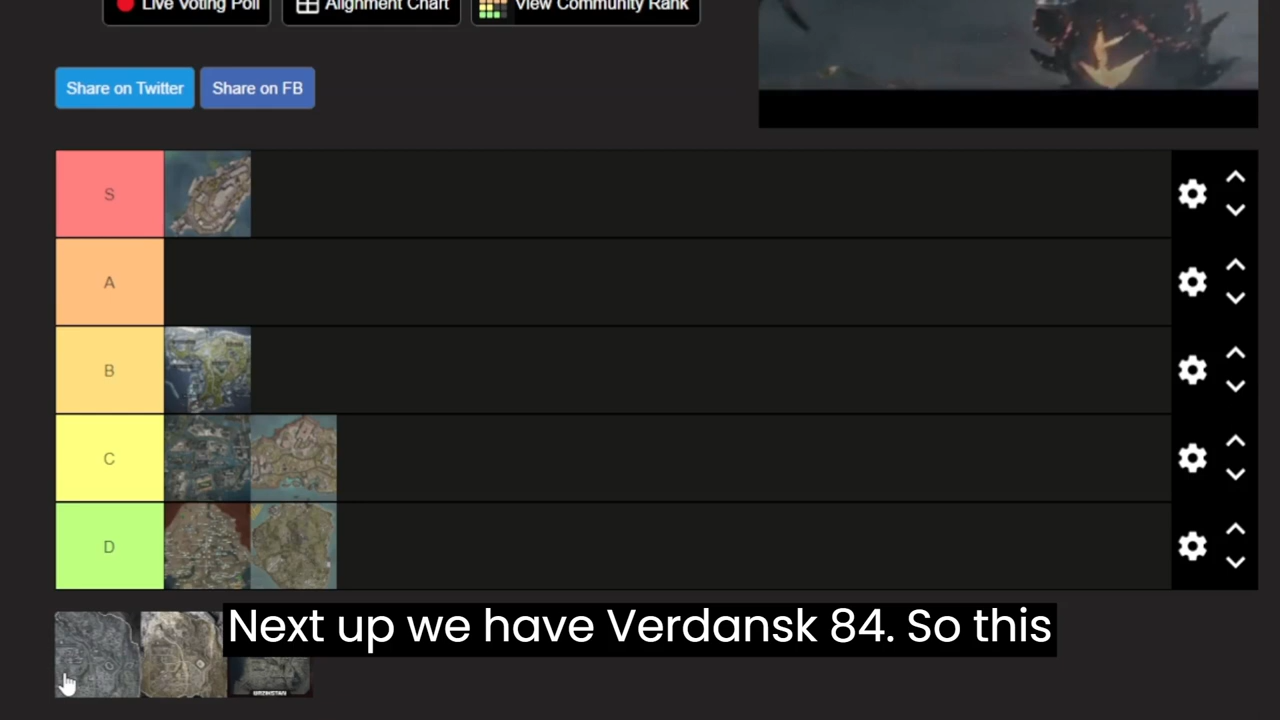 Live Voting Poll
Alignment Chart
View Community Rank
Share on Twitter
Share on FB
S
A
B
C
D
Next up we have Verdansk 84. So this
URZIKSTAN